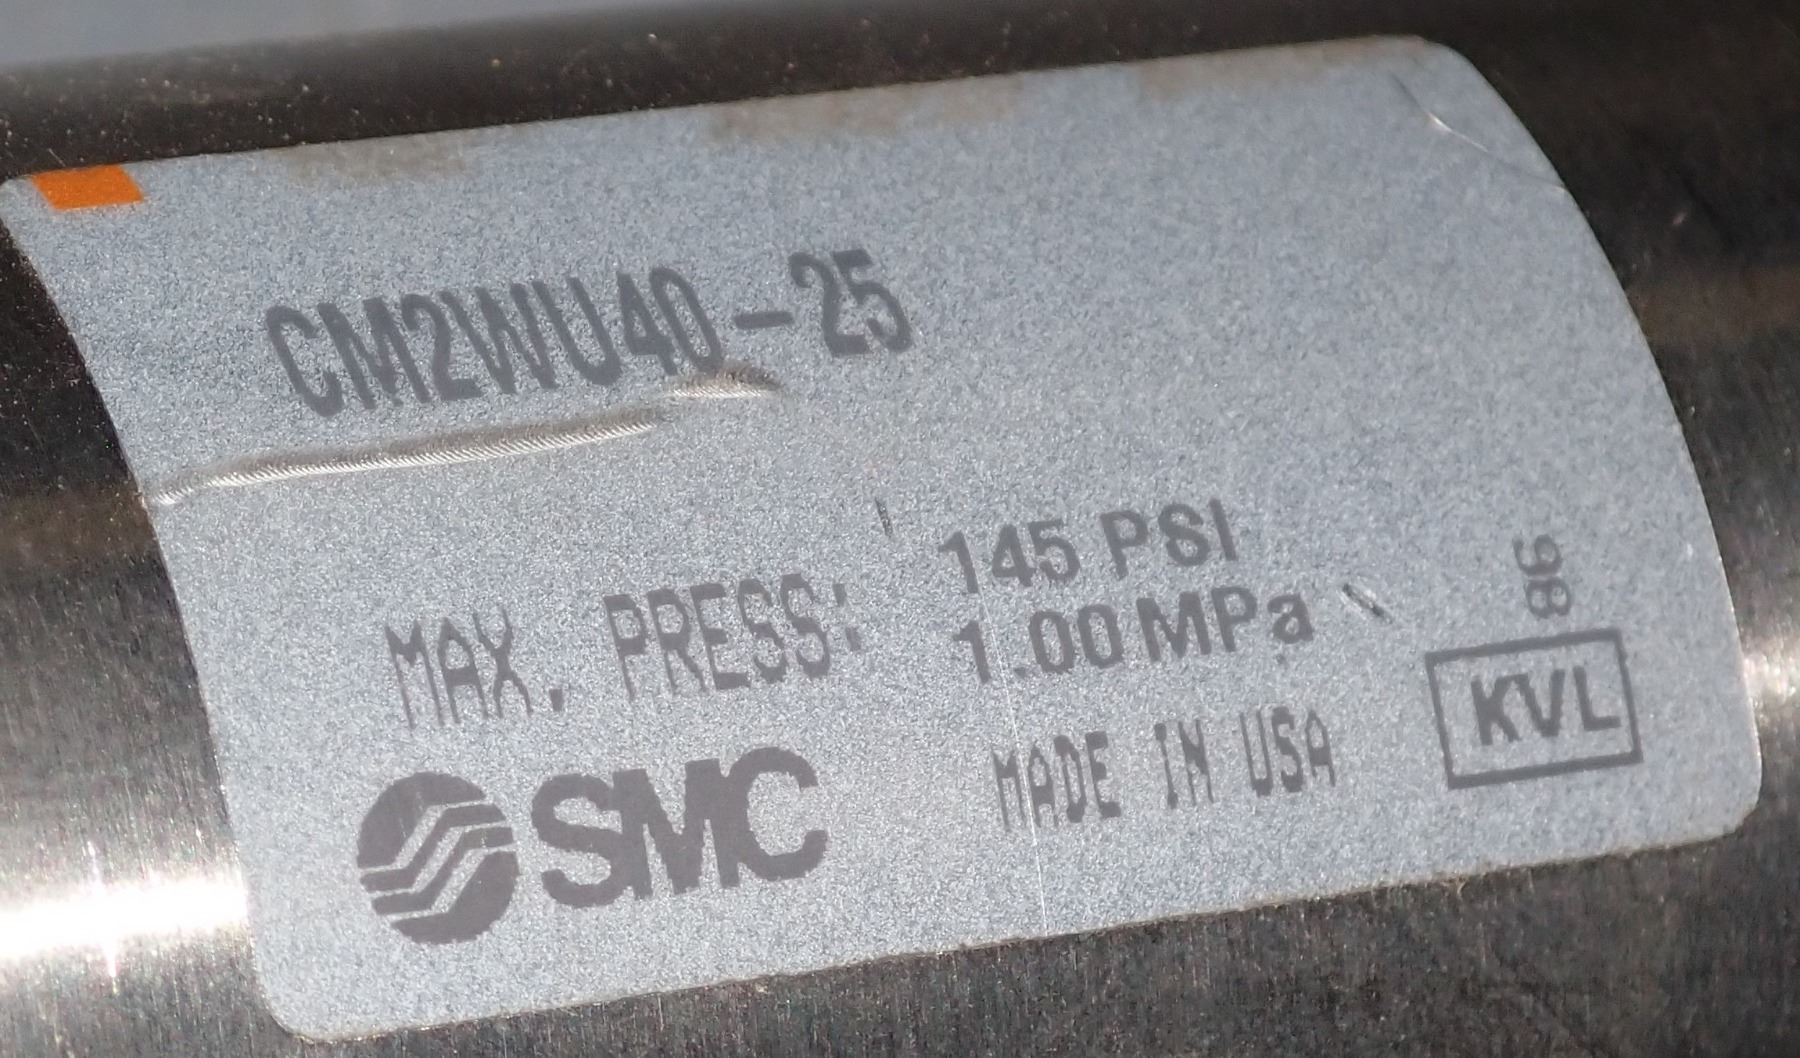 CM2WU40-25
MAX. PRESS: 145 PSI
1.00 MPa
SMC
MADE IN USA
98
KVL